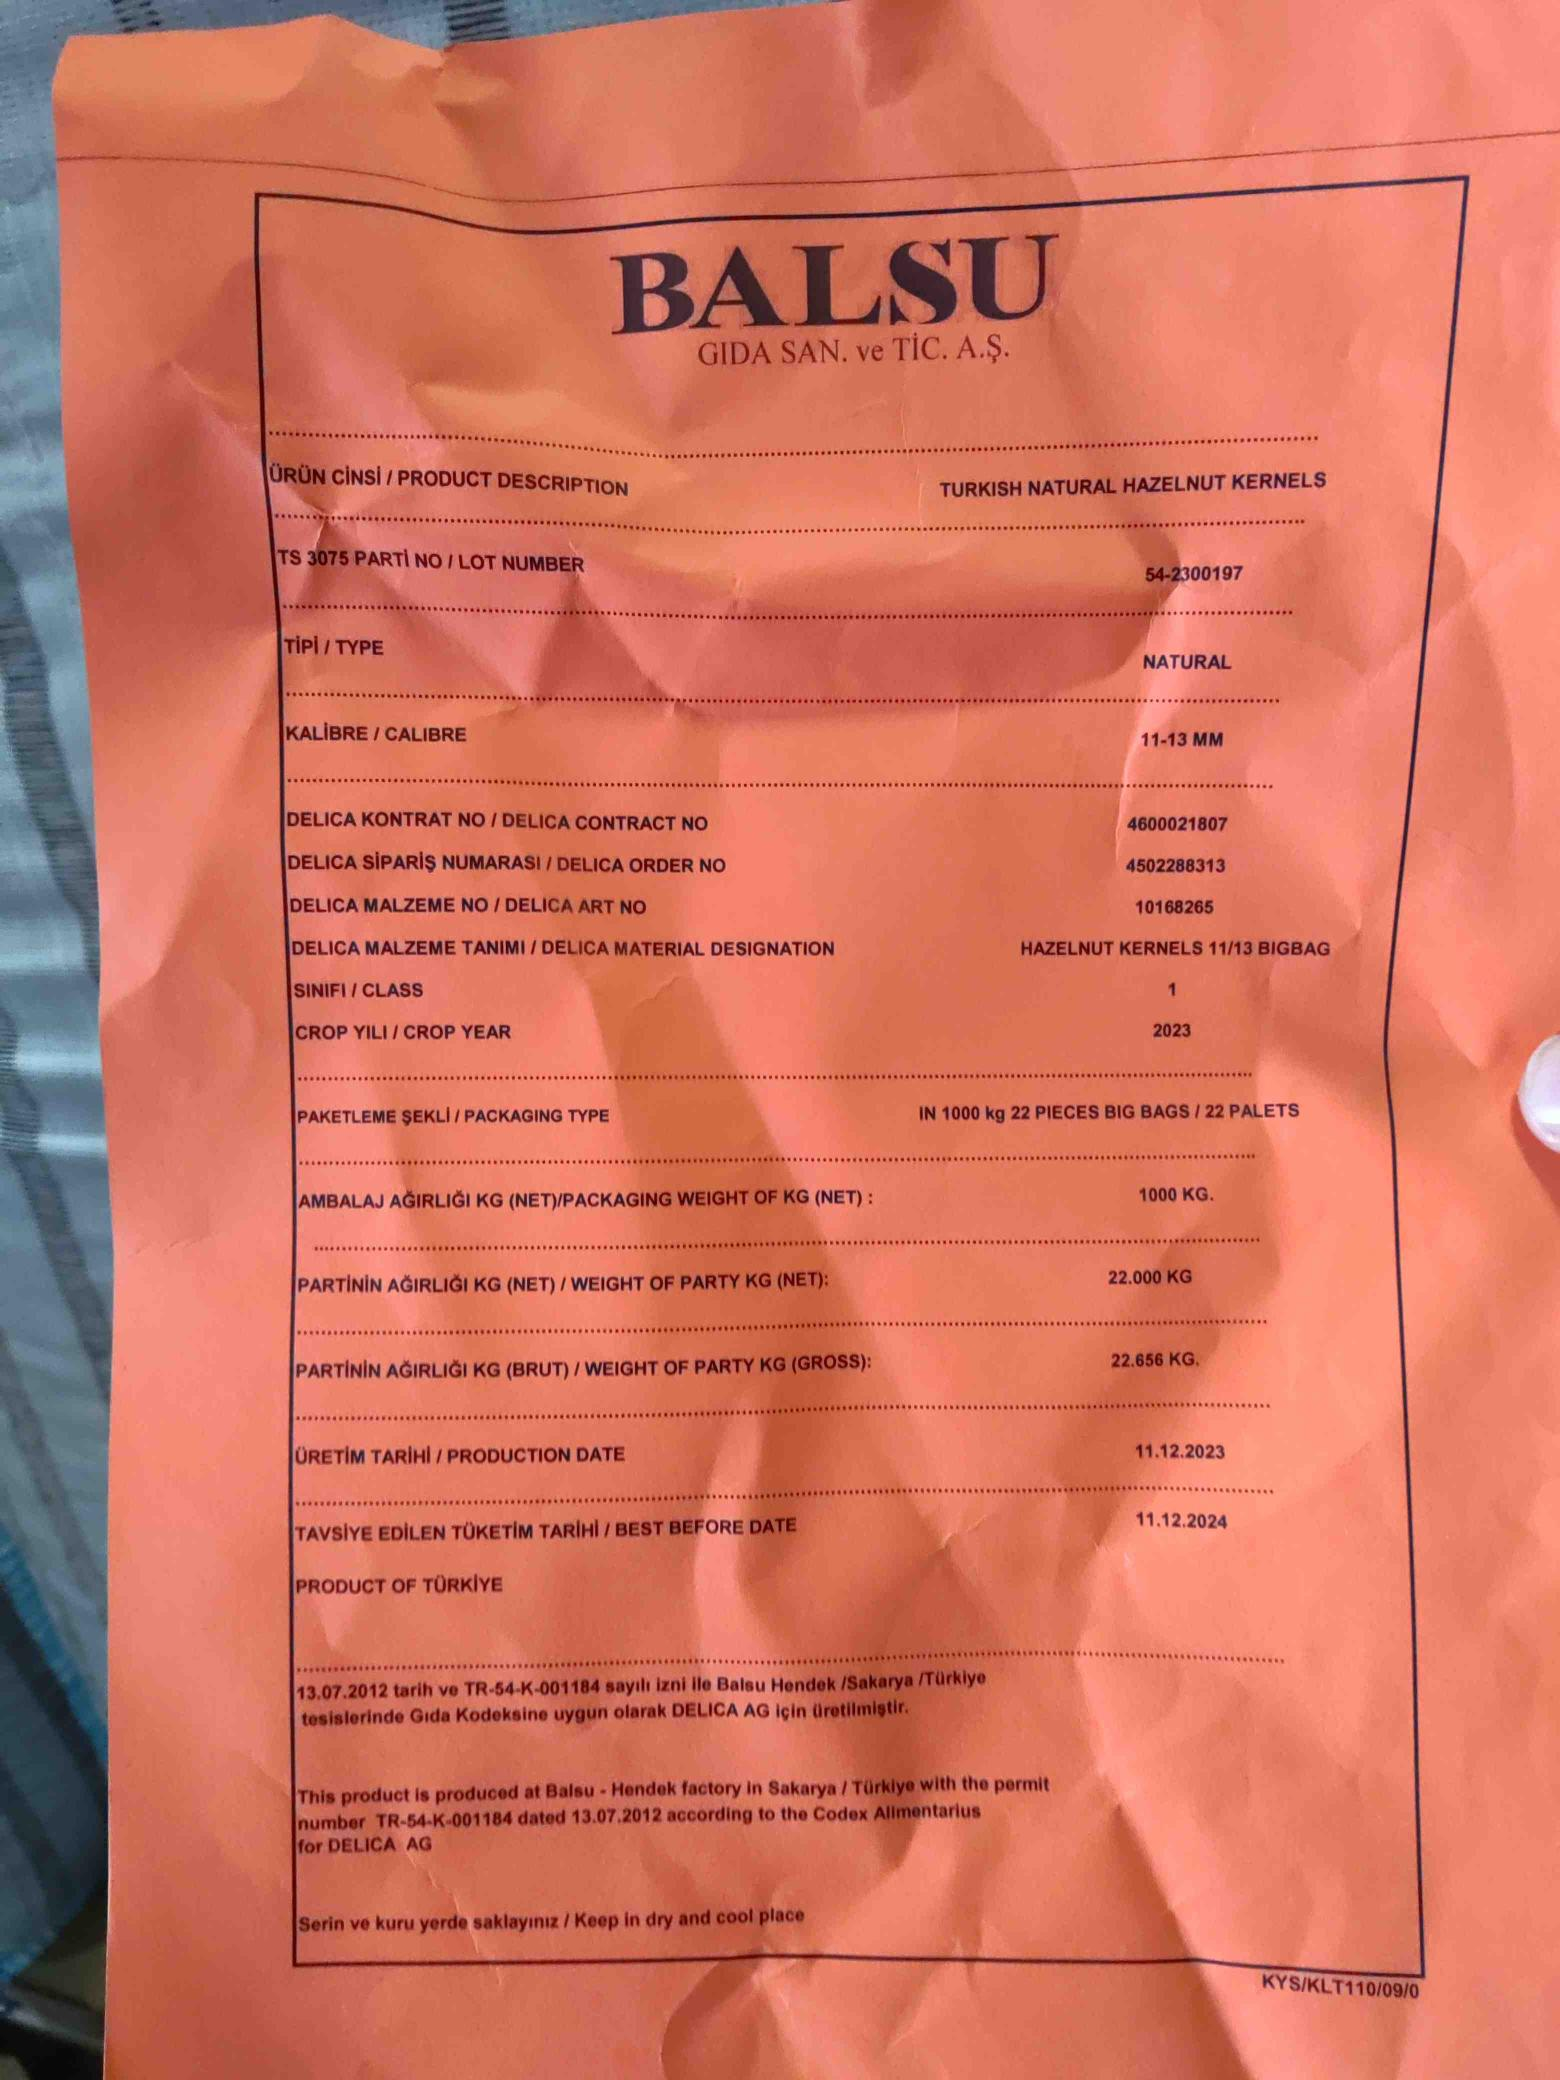 BALSU
GIDA SAN. ve TİC. A.Ş.
ÜRÜN CİNSİ / PRODUCT DESCRIPTION TURKISH NATURAL HAZELNUT KERNELS
TS 3075 PARTİ NO / LOT NUMBER 54-2300197
TİPİ / TYPE NATURAL
KALİBRE / CALIBRE 11-13 MM
DELICA KONTRAT NO / DELICA CONTRACT NO 4600021807
DELICA SİPARİŞ NUMARASI / DELICA ORDER NO 4502288313
DELICA MALZEME NO / DELICA ART NO 10168265
DELICA MALZEME TANIMI / DELICA MATERIAL DESIGNATION HAZELNUT KERNELS 11/13 BIGBAG
SINIFI / CLASS 1
CROP YILI / CROP YEAR 2023
PAKETLEME ŞEKLİ / PACKAGING TYPE IN 1000 kg 22 PIECES BIG BAGS / 22 PALETS
AMBALAJ AĞIRLIĞI KG (NET)/PACKAGING WEIGHT OF KG (NET) : 1000 KG.
PARTİNİN AĞIRLIĞI KG (NET) / WEIGHT OF PARTY KG (NET): 22.000 KG
PARTİNİN AĞIRLIĞI KG (BRUT) / WEIGHT OF PARTY KG (GROSS): 22.656 KG.
ÜRETİM TARİHİ / PRODUCTION DATE 11.12.2023
TAVSİYE EDİLEN TÜKETİM TARİHİ / BEST BEFORE DATE 11.12.2024
PRODUCT OF TÜRKİYE
13.07.2012 tarih ve TR-54-K-001184 sayılı izni ile Balsu Hendek /Sakarya /Türkiye
tesislerinde Gıda Kodeksine uygun olarak DELICA AG için üretilmiştir.
This product is produced at Balsu - Hendek factory in Sakarya / Türkiye with the permit
number TR-54-K-001184 dated 13.07.2012 according to the Codex Alimentarius
for DELICA AG
Serin ve kuru yerde saklayınız / Keep in dry and cool place
KYS/KLT110/09/0